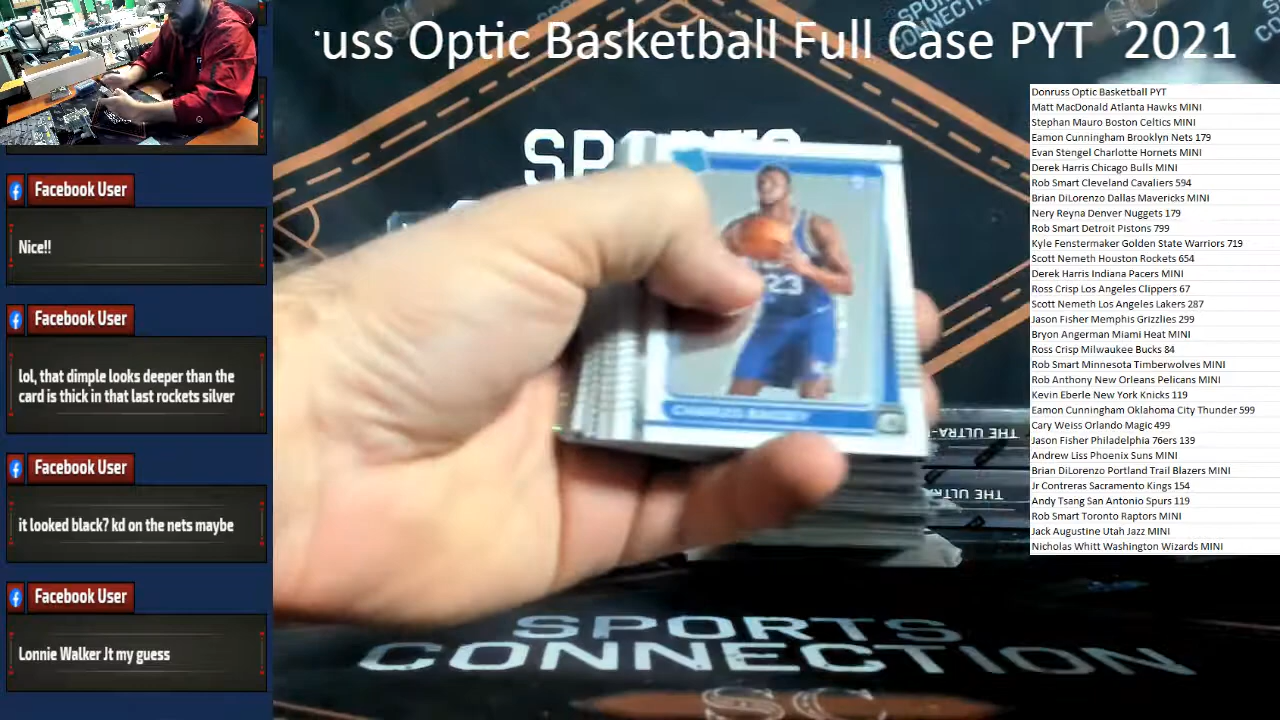 russ Optic Basketball Full Case PYT 2021
Facebook User
Nice!!
Facebook User
lol, that dimple looks deeper than the
card is thick in that last rockets silver
Facebook User
it looked black? kd on the nets maybe
Facebook User
Lonnie Walker Jt my guess
Donruss Optic Basketball PYT
Matt MacDonald Atlanta Hawks MINI
Stephan Mauro Boston Celtics MINI
Eamon Cunningham Brooklyn Nets 179
Evan Stengel Charlotte Hornets MINI
Derek Harris Chicago Bulls MINI
Rob Smart Cleveland Cavaliers 594
Brian DiLorenzo Dallas Mavericks MINI
Nery Reyna Denver Nuggets 179
Rob Smart Detroit Pistons 799
Kyle Fenstermaker Golden State Warriors 719
Scott Nemeth Houston Rockets 654
Derek Harris Indiana Pacers MINI
Ross Crisp Los Angeles Clippers 67
Scott Nemeth Los Angeles Lakers 287
Jason Fisher Memphis Grizzlies 299
Bryon Angerman Miami Heat MINI
Ross Crisp Milwaukee Bucks 84
Rob Smart Minnesota Timberwolves MINI
Rob Anthony New Orleans Pelicans MINI
Kevin Eberle New York Knicks 119
Eamon Cunningham Oklahoma City Thunder 599
Cary Weiss Orlando Magic 499
Jason Fisher Philadelphia 76ers 139
Andrew Liss Phoenix Suns MINI
Brian DiLorenzo Portland Trail Blazers MINI
Jr Contreras Sacramento Kings 154
Andy Tsang San Antonio Spurs 119
Rob Smart Toronto Raptors MINI
Jack Augustine Utah Jazz MINI
Nicholas Whitt Washington Wizards MINI
SPORTS
CONNECTION
SPORTS
23
THE ULTRA-
THE ULTRA
SPORTS
CONNECTION
SC